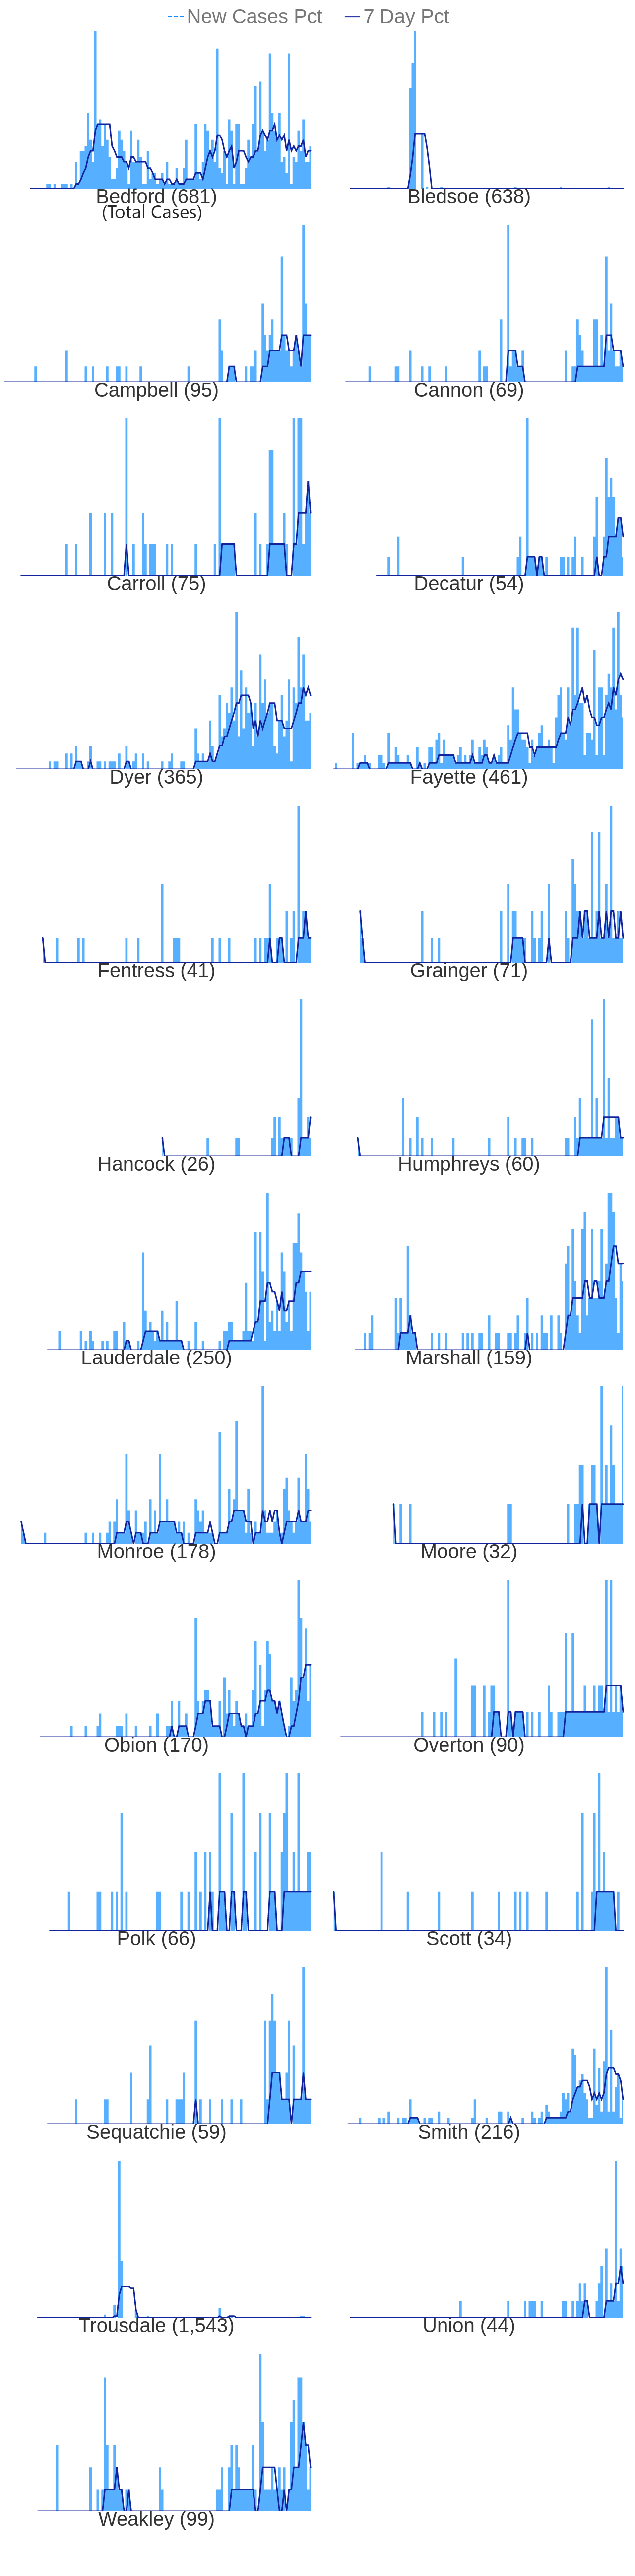 New Cases Pct 7 Day Pct
Bedford (681) Bledsoe (638)
(Total Cases)
Campbell (95) Cannon (69)
Carroll (75) Decatur (54)
Dyer (365) Fayette (461)
Fentress (41) Grainger (71)
Hancock (26) Humphreys (60)
Lauderdale (250) Marshall (159)
Monroe (178) Moore (32)
Obion (170) Overton (90)
Polk (66) Scott (34)
Sequatchie (59) Smith (216)
Trousdale (1,543) Union (44)
Weakley (99)